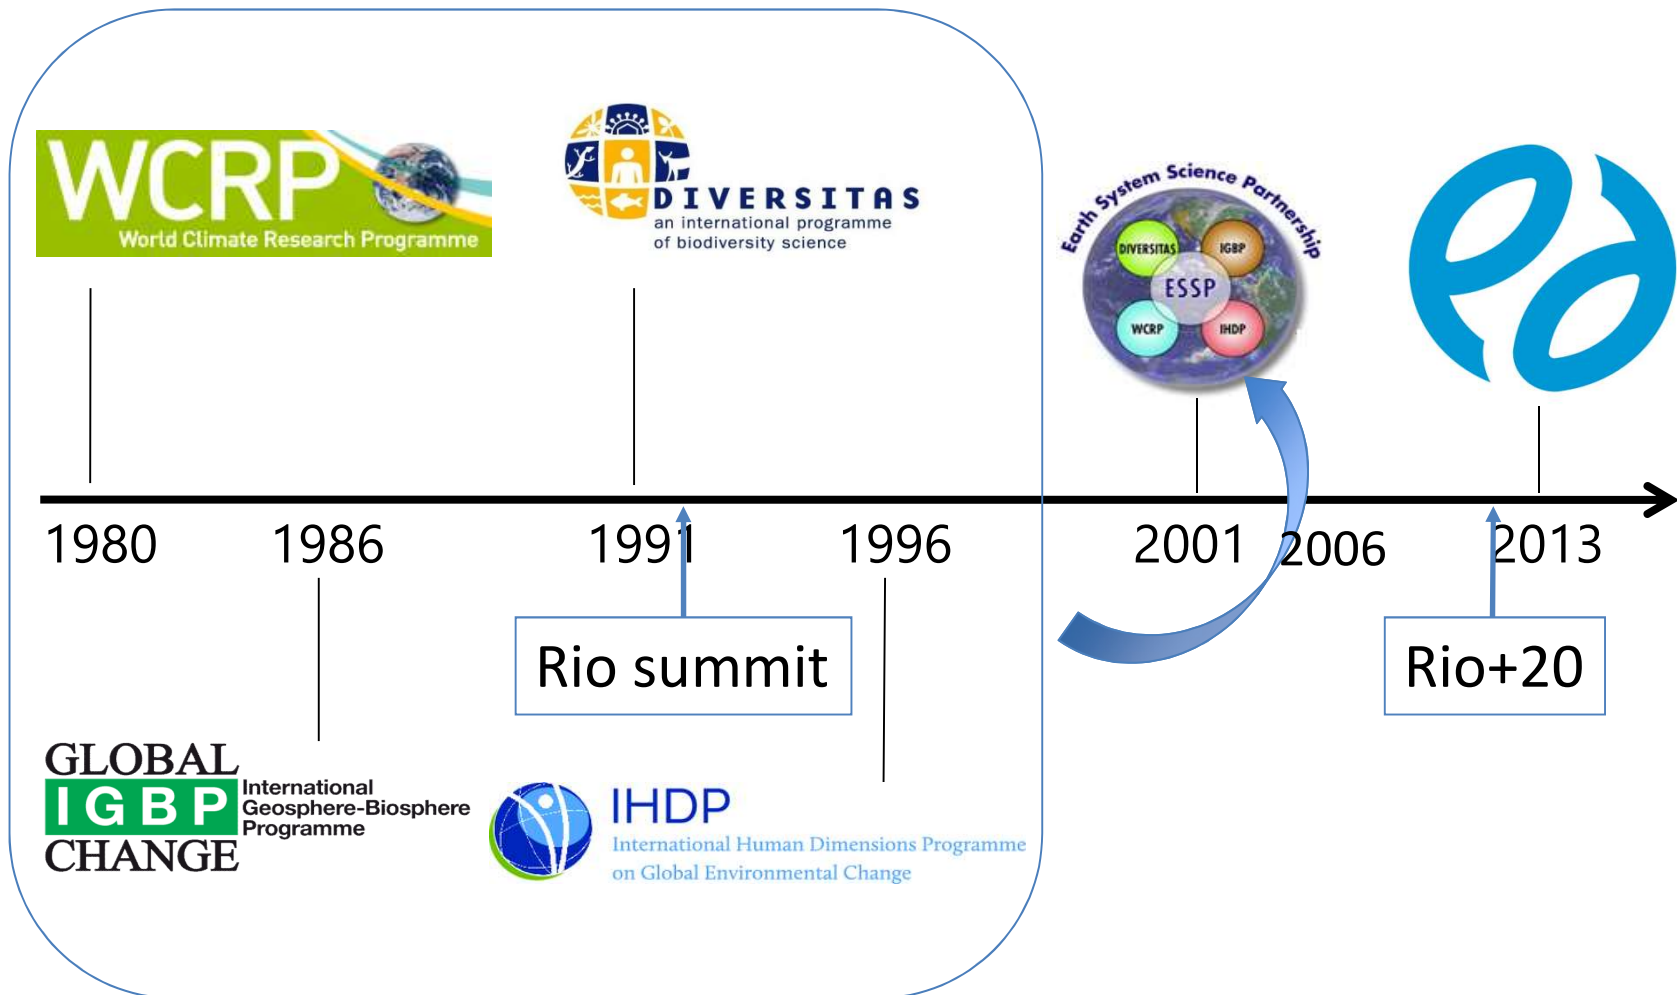 WCRP
World Climate Research Programme
DIVERSITAS
an international programme
of biodiversity science
Earth System Science Partnership
DIVERSITAS
IGBP
ESSP
WCRP
IHDP
1980
1986
1991
1996
2001
2006
2013
Rio summit
Rio+20
GLOBAL
IGBP
CHANGE
International
Geosphere-Biosphere
Programme
IHDP
International Human Dimensions Programme
on Global Environmental Change